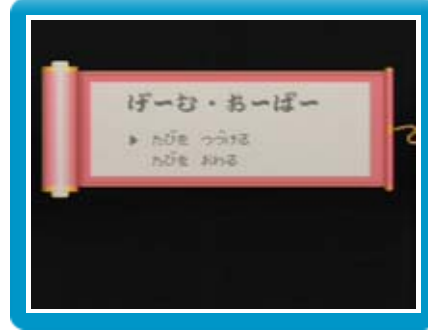 げーむ・おーばー
▶ たびを つづける
たびを おわる